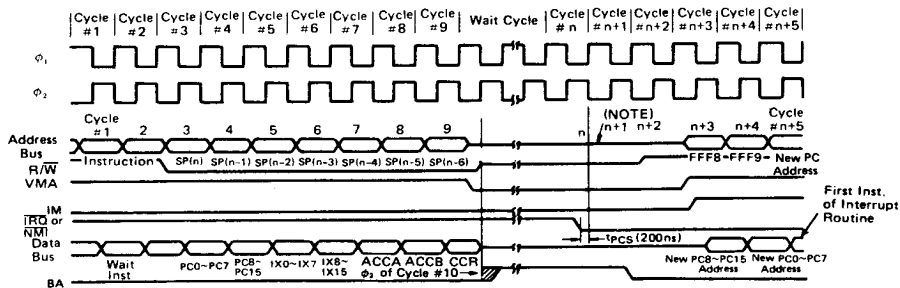 Cycle #1 Cycle #2 Cycle #3 Cycle #4 Cycle #5 Cycle #6 Cycle #7 Cycle #8 Cycle #9 Wait Cycle Cycle #n Cycle #n+1 Cycle #n+2 Cycle #n+3 Cycle #n+4 Cycle #n+5
φ1
φ2
Cycle #1 2 3 4 5 6 7 8 9 n (NOTE) n+1 n+2 n+3 n+4 Cycle #n+5
Address Bus
Instruction SP(n) SP(n-1) SP(n-2) SP(n-3) SP(n-4) SP(n-5) SP(n-6) FFF8 FFF9 New PC Address
R/W̅
VMA
IM
I̅R̅Q̅ or N̅M̅I̅
tPCS (200ns)
First Inst. of Interrupt Routine
Data Bus
Wait Inst PC0~PC7 PC8~PC15 IX0~IX7 IX8~IX15 ACCA ACCB CCR New PC8~PC15 Address New PC0~PC7 Address
φ2 of Cycle #10
BA